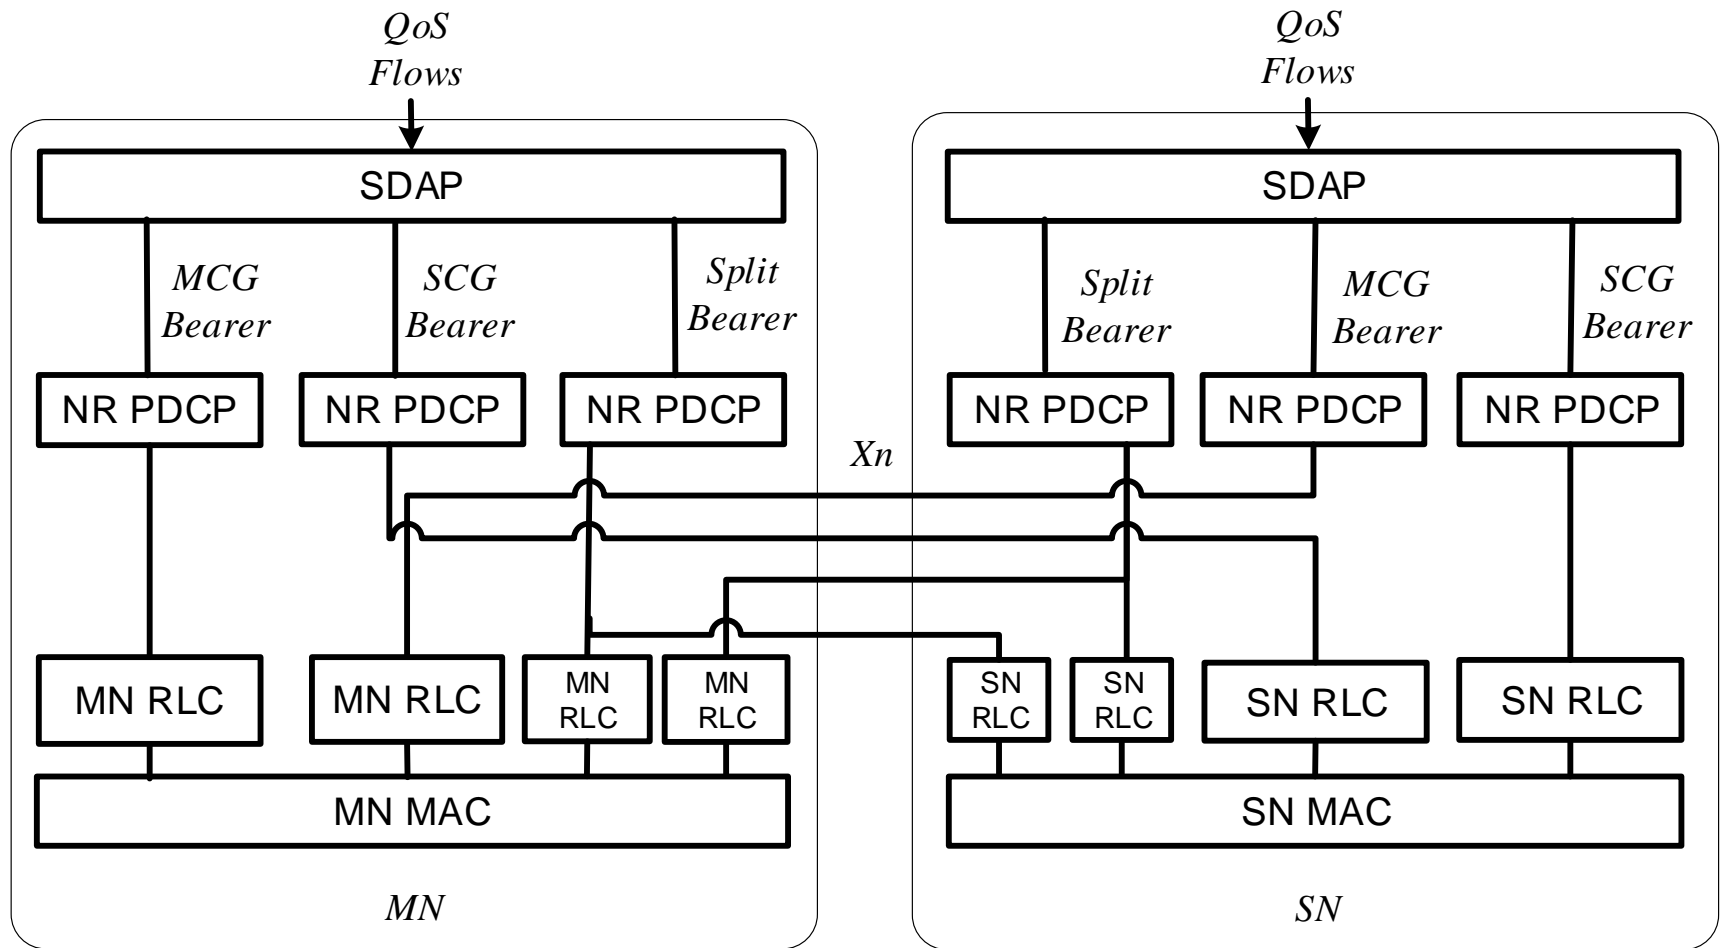 QoS
Flows
QoS
Flows
SDAP
SDAP
MCG
Bearer
SCG
Bearer
Split
Bearer
Split
Bearer
MCG
Bearer
SCG
Bearer
NR PDCP
NR PDCP
NR PDCP
NR PDCP
NR PDCP
NR PDCP
Xn
MN RLC
MN RLC
MN
RLC
MN
RLC
SN
RLC
SN
RLC
SN RLC
SN RLC
MN MAC
SN MAC
MN
SN